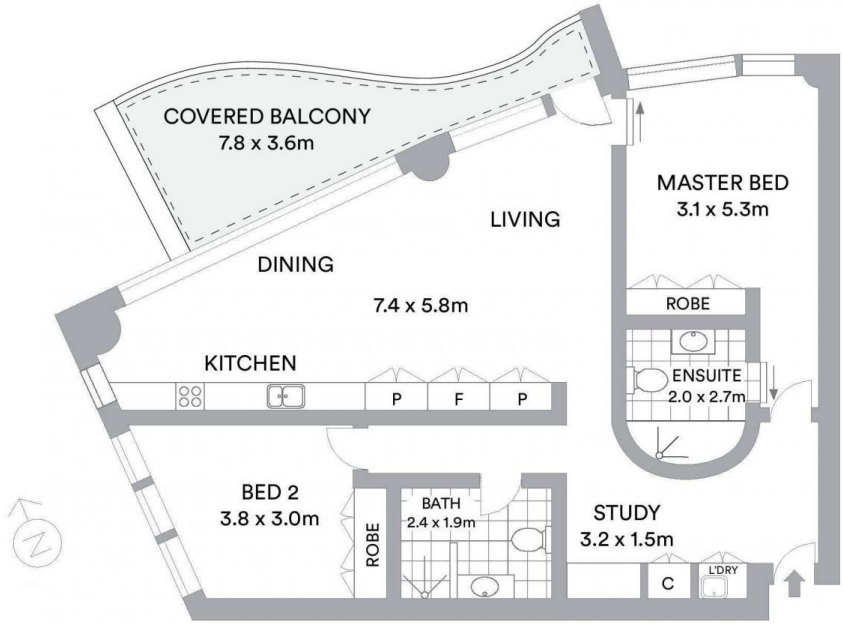 COVERED BALCONY
7.8 x 3.6m
MASTER BED
3.1 x 5.3m
LIVING
DINING
7.4 x 5.8m
ROBE
KITCHEN
ENSUITE
2.0 x 2.7m
P
F
P
BED 2
3.8 x 3.0m
ROBE
BATH
2.4 x 1.9m
STUDY
3.2 x 1.5m
C
L'DRY
N